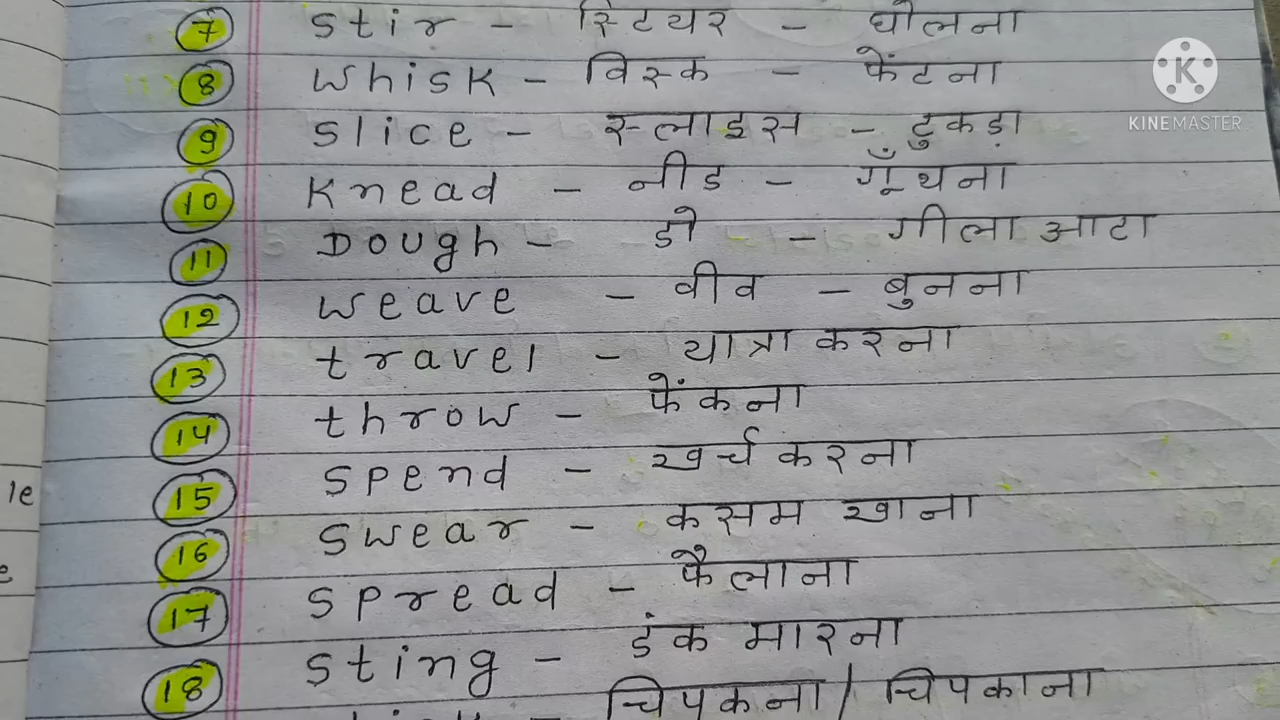 7 Stir - स्टियर - घोलना
8 Whisk - विस्क - फेंटना
9 Slice - स्लाइस - टुकड़ा
10 Knead - नीड - गूँथना
11 Dough - डो - गीला आटा
12 weave - वीव - बुनना
13 travel - यात्रा करना
14 throw - फेंकना
15 Spend - खर्च करना
16 Swear - कसम खाना
17 Spread - फैलाना
18 Sting - डंक मारना
- चिपकना / चिपकाना
le
e
K
KINEMASTER